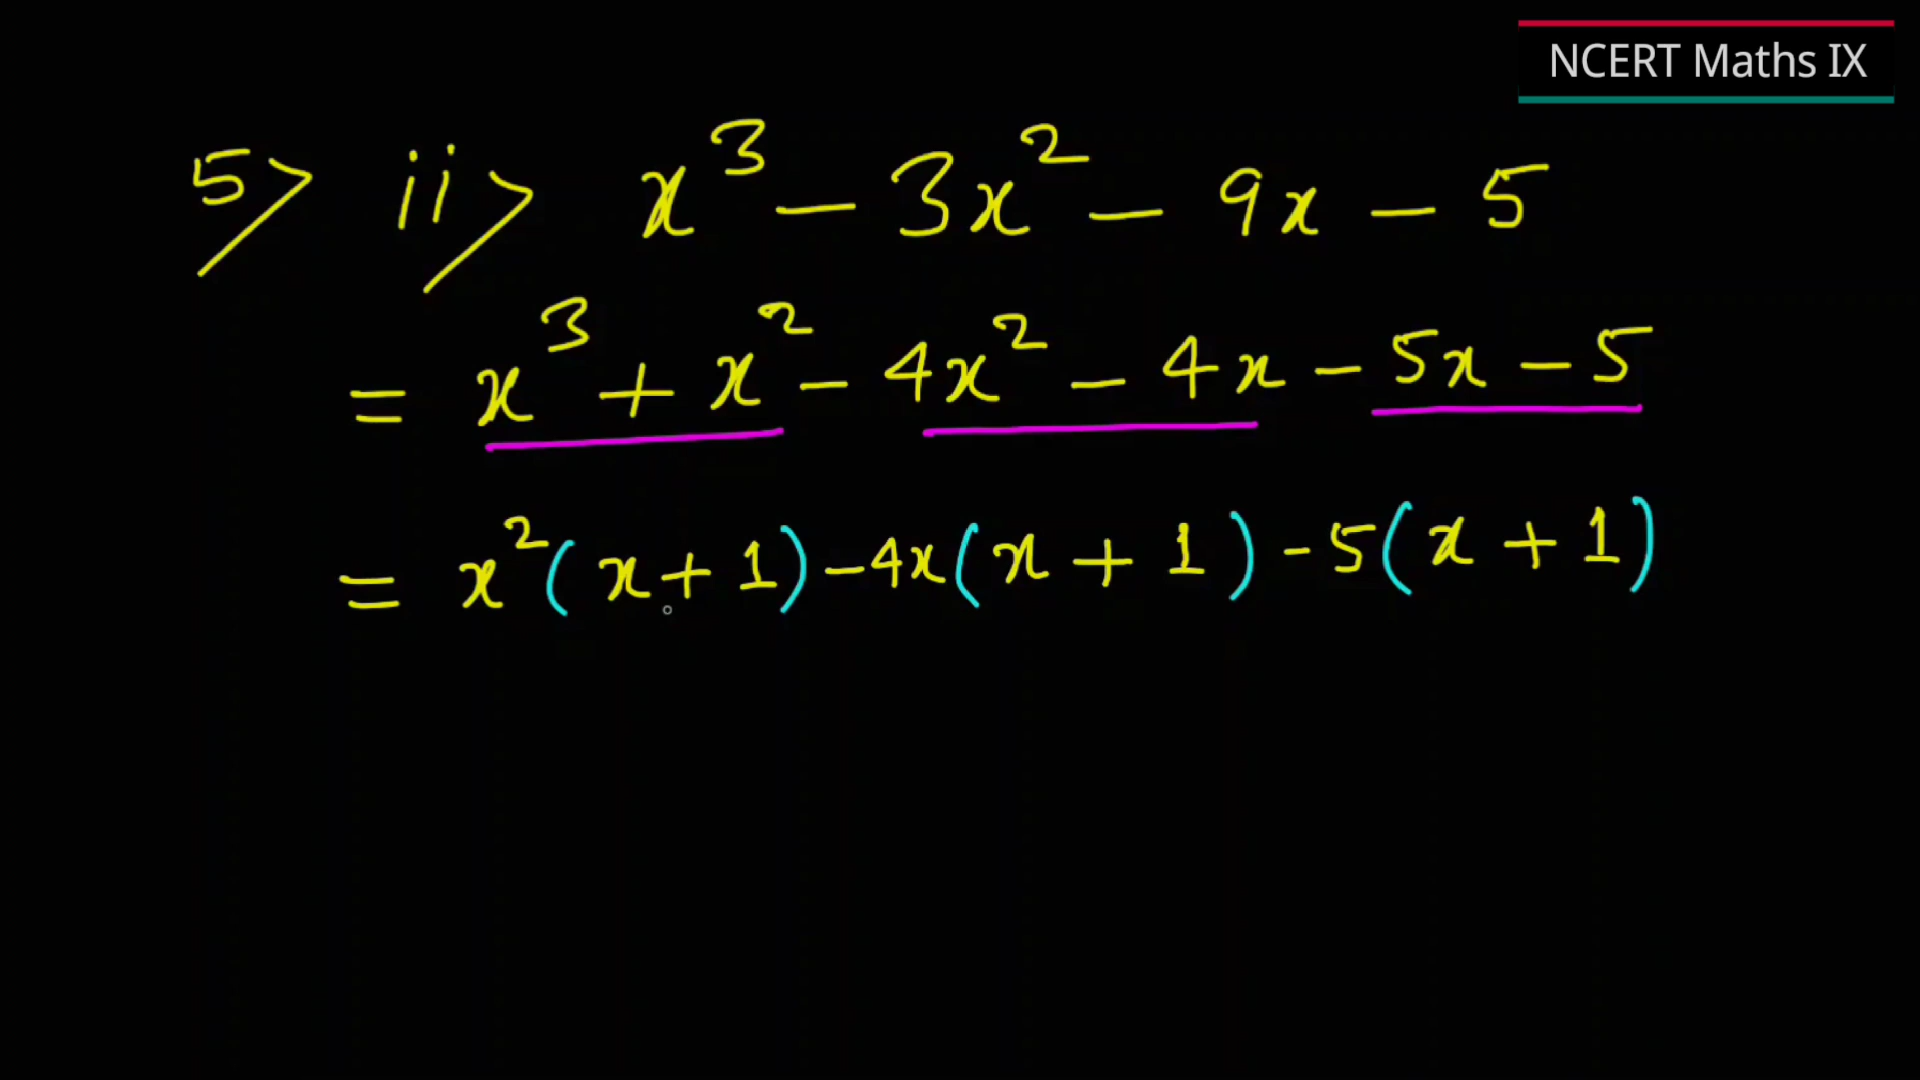 NCERT Maths IX
5> ii> x³ - 3x² - 9x - 5
= x³ + x² - 4x² - 4x - 5x - 5
= x²(x + 1) - 4x(x + 1) - 5(x + 1)